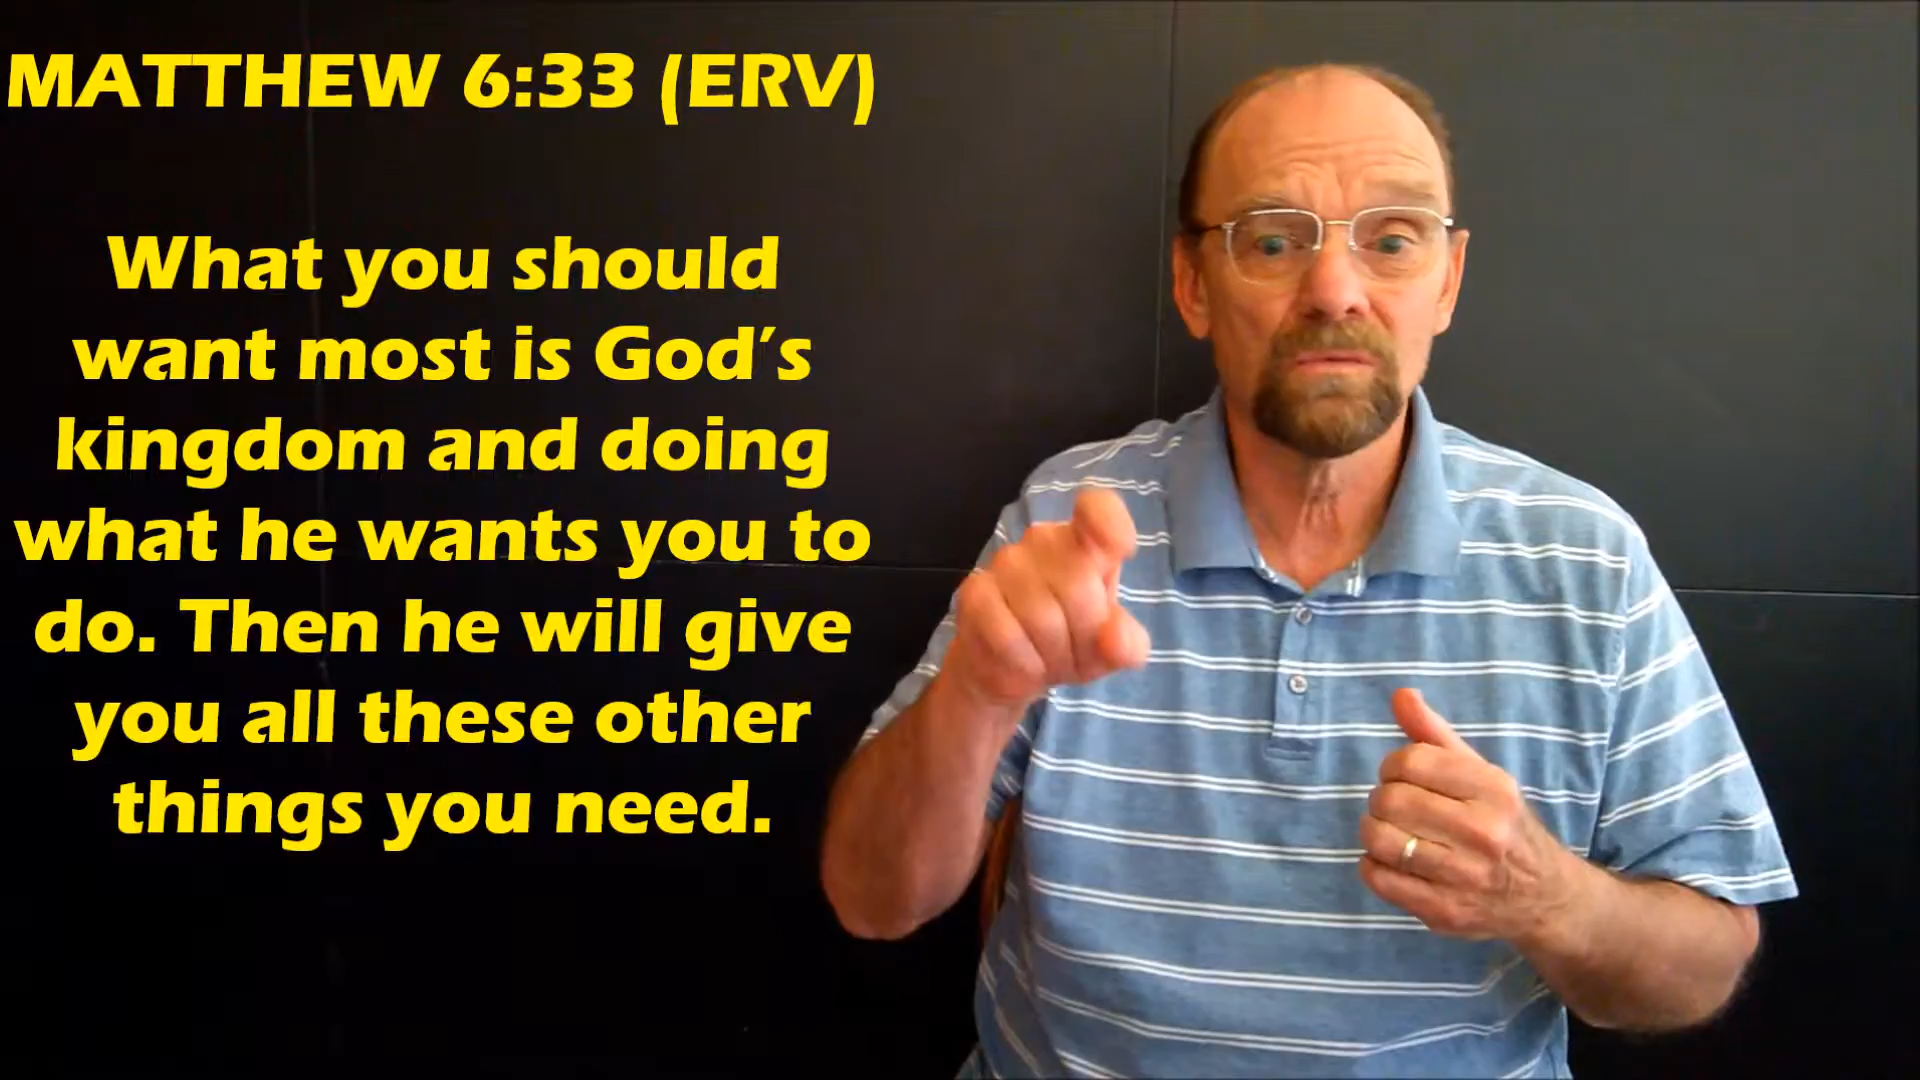 MATTHEW 6:33 (ERV)
What you should
want most is God’s
kingdom and doing
what he wants you to
do. Then he will give
you all these other
things you need.